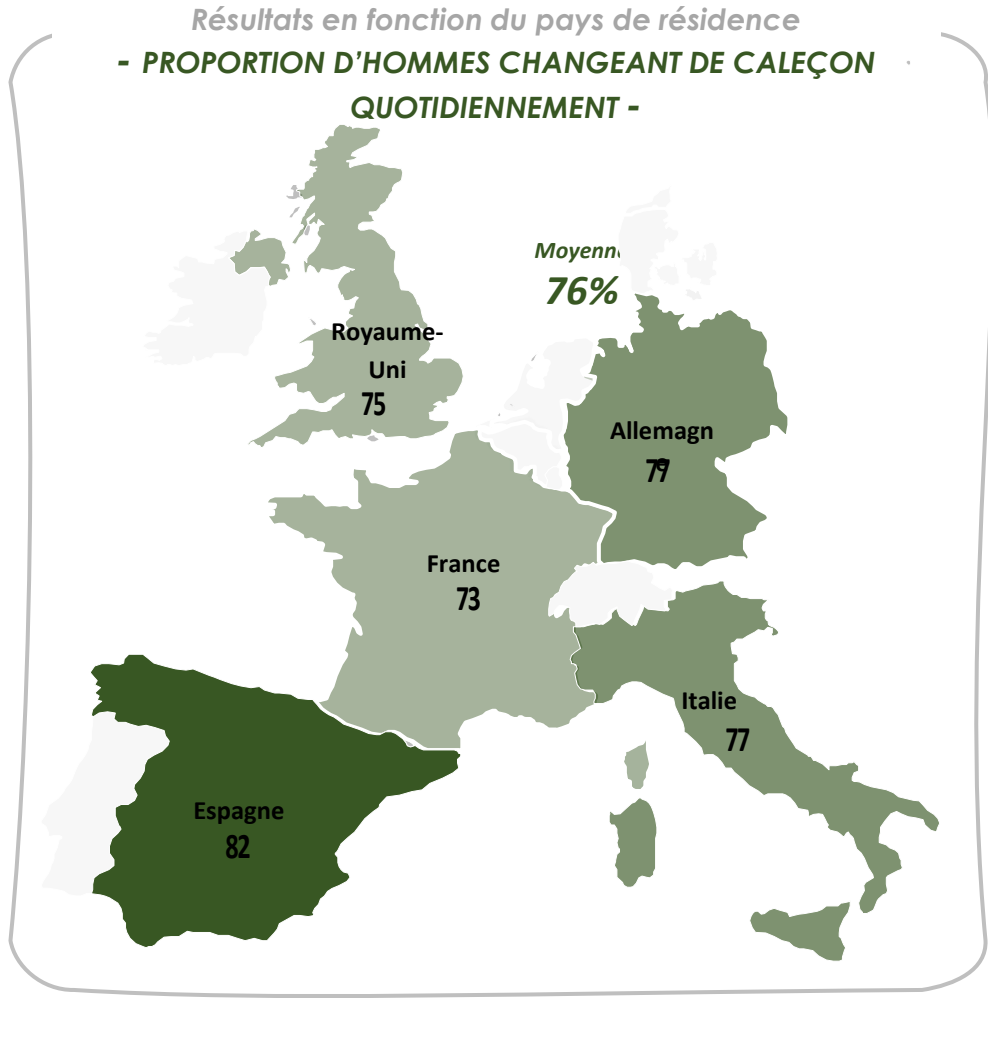 Résultats en fonction du pays de résidence
- PROPORTION D’HOMMES CHANGEANT DE CALEÇON
QUOTIDIENNEMENT -
Moyenn
76%
Royaume-
Uni
75
Allemagn
France
73
Italie
77
Espagne
82